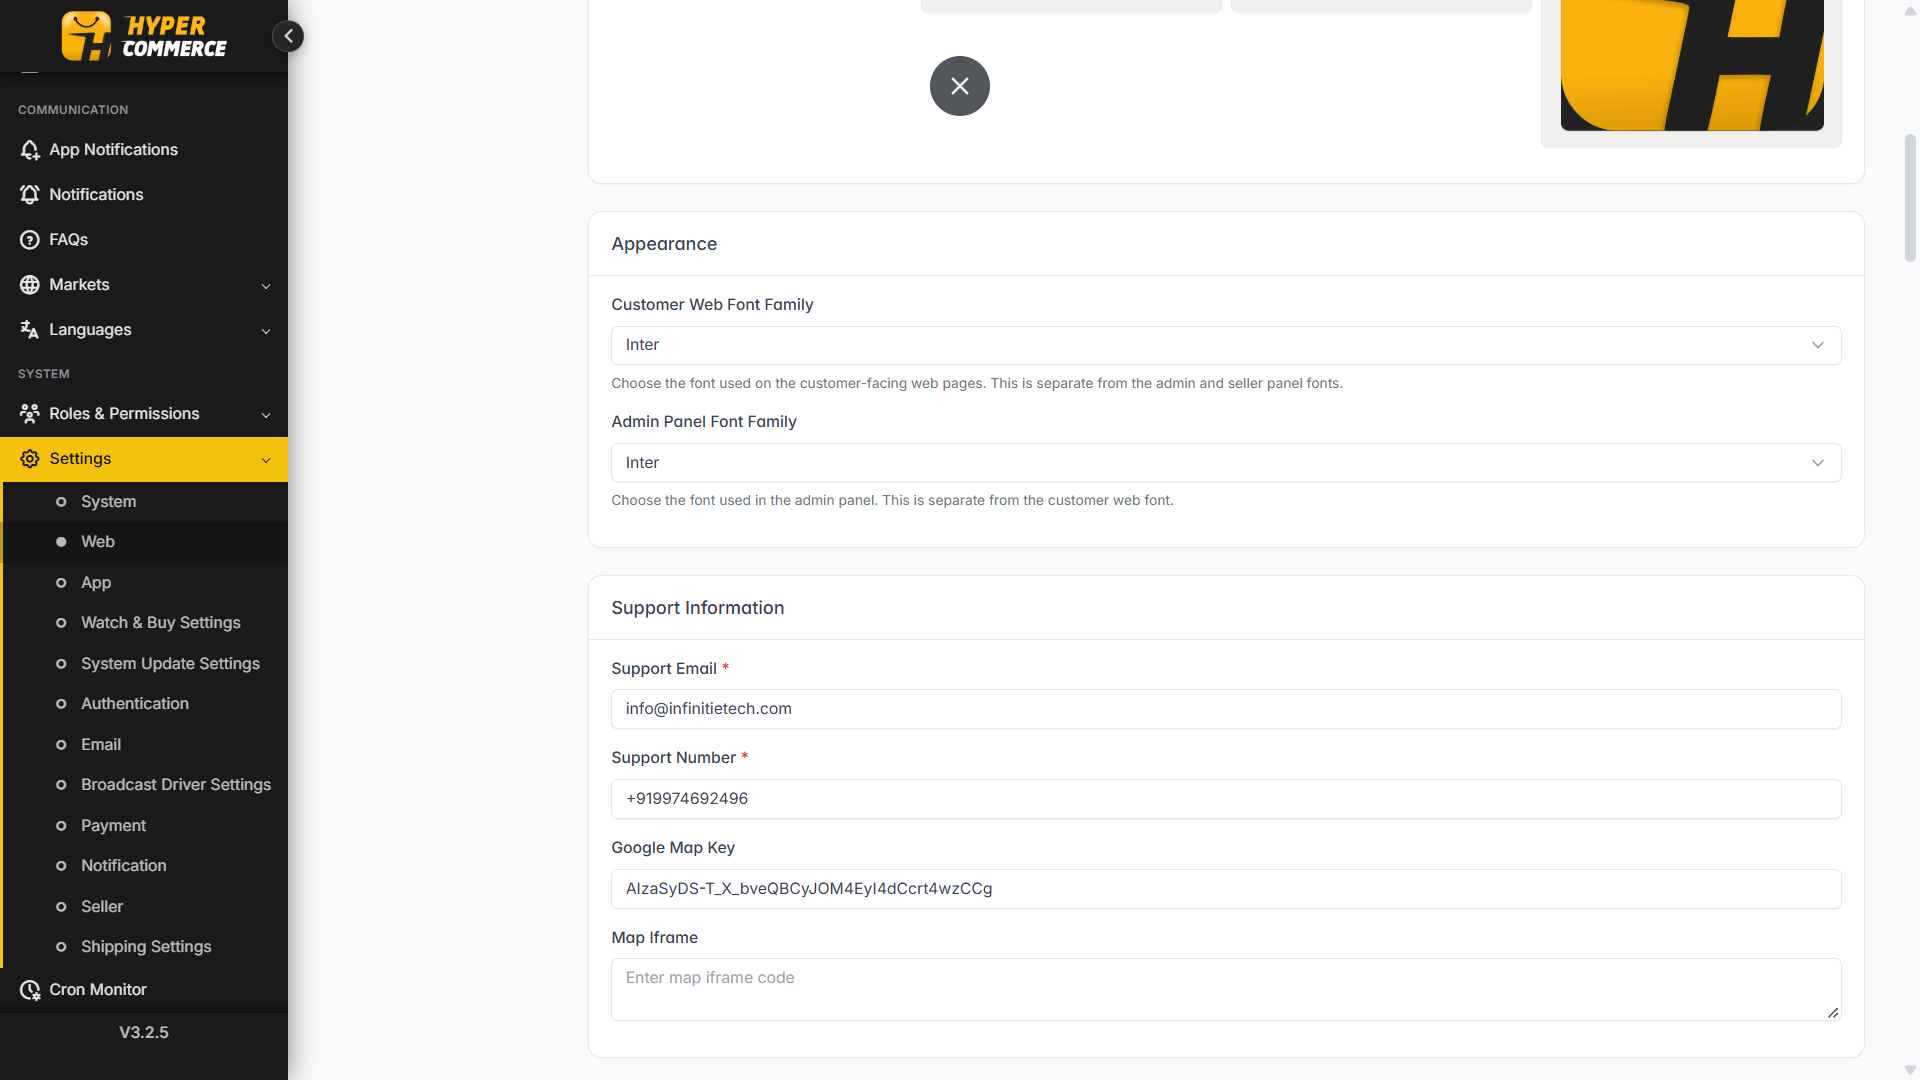 HYPER
COMMERCE
COMMUNICATION
App Notifications
Notifications
FAQs
Markets
Languages
SYSTEM
Roles & Permissions
Settings
System
Web
App
Watch & Buy Settings
System Update Settings
Authentication
Email
Broadcast Driver Settings
Payment
Notification
Seller
Shipping Settings
Cron Monitor
V3.2.5
Appearance
Customer Web Font Family
Inter
Choose the font used on the customer-facing web pages. This is separate from the admin and seller panel fonts.
Admin Panel Font Family
Inter
Choose the font used in the admin panel. This is separate from the customer web font.
Support Information
Support Email *
info@infinitietech.com
Support Number *
+919974692496
Google Map Key
AIzaSyDS-T_X_bveQBCyJOM4EyI4dCcrt4wzCCg
Map Iframe
Enter map iframe code